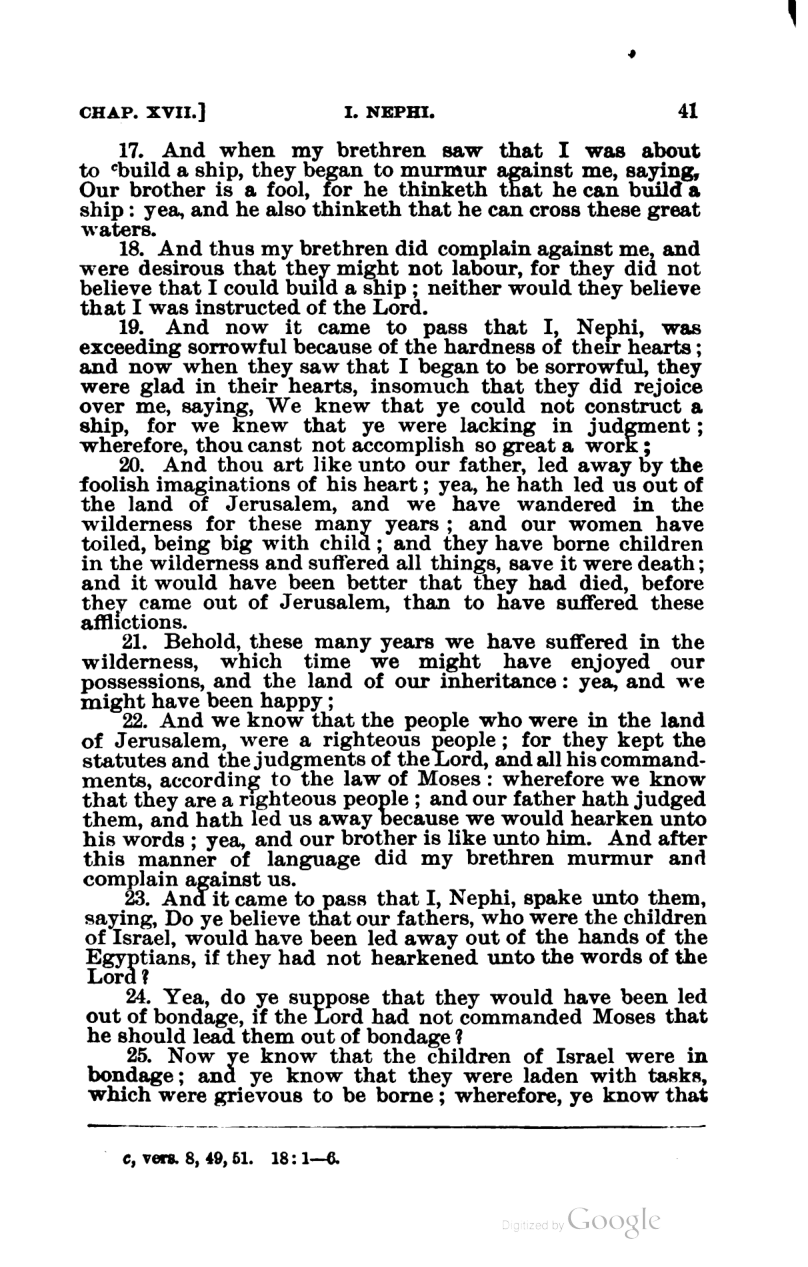 CHAP. XVII.] I. NEPHI. 41
17. And when my brethren saw that I was about
to ᶜbuild a ship, they began to murmur against me, saying,
Our brother is a fool, for he thinketh that he can build a
ship : yea, and he also thinketh that he can cross these great
waters.
18. And thus my brethren did complain against me, and
were desirous that they might not labour, for they did not
believe that I could build a ship ; neither would they believe
that I was instructed of the Lord.
19. And now it came to pass that I, Nephi, was
exceeding sorrowful because of the hardness of their hearts ;
and now when they saw that I began to be sorrowful, they
were glad in their hearts, insomuch that they did rejoice
over me, saying, We knew that ye could not construct a
ship, for we knew that ye were lacking in judgment ;
wherefore, thou canst not accomplish so great a work ;
20. And thou art like unto our father, led away by the
foolish imaginations of his heart ; yea, he hath led us out of
the land of Jerusalem, and we have wandered in the
wilderness for these many years ; and our women have
toiled, being big with child ; and they have borne children
in the wilderness and suffered all things, save it were death ;
and it would have been better that they had died, before
they came out of Jerusalem, than to have suffered these
afflictions.
21. Behold, these many years we have suffered in the
wilderness, which time we might have enjoyed our
possessions, and the land of our inheritance : yea, and we
might have been happy ;
22. And we know that the people who were in the land
of Jerusalem, were a righteous people ; for they kept the
statutes and the judgments of the Lord, and all his command-
ments, according to the law of Moses : wherefore we know
that they are a righteous people ; and our father hath judged
them, and hath led us away because we would hearken unto
his words ; yea, and our brother is like unto him. And after
this manner of language did my brethren murmur and
complain against us.
23. And it came to pass that I, Nephi, spake unto them,
saying, Do ye believe that our fathers, who were the children
of Israel, would have been led away out of the hands of the
Egyptians, if they had not hearkened unto the words of the
Lord ?
24. Yea, do ye suppose that they would have been led
out of bondage, if the Lord had not commanded Moses that
he should lead them out of bondage ?
25. Now ye know that the children of Israel were in
bondage ; and ye know that they were laden with tasks,
which were grievous to be borne ; wherefore, ye know that
c, vers. 8, 49, 51. 18 : 1—6.
Digitized by Google